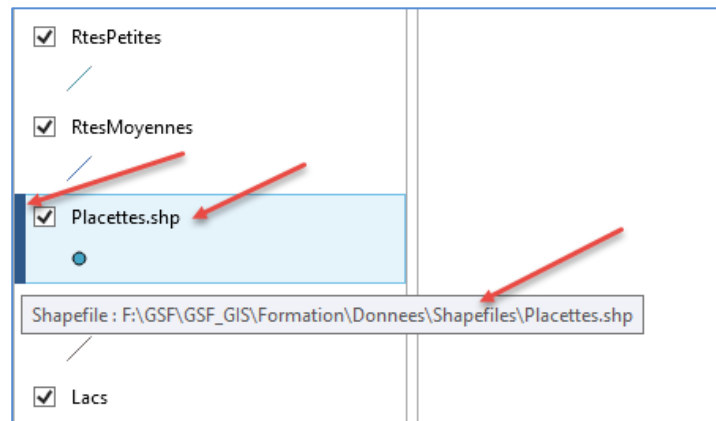 RtesPetites
RtesMoyennes
Placettes.shp
Shapefile : F:\GSF\GSF_GIS\Formation\Donnees\Shapefiles\Placettes.shp
Lacs